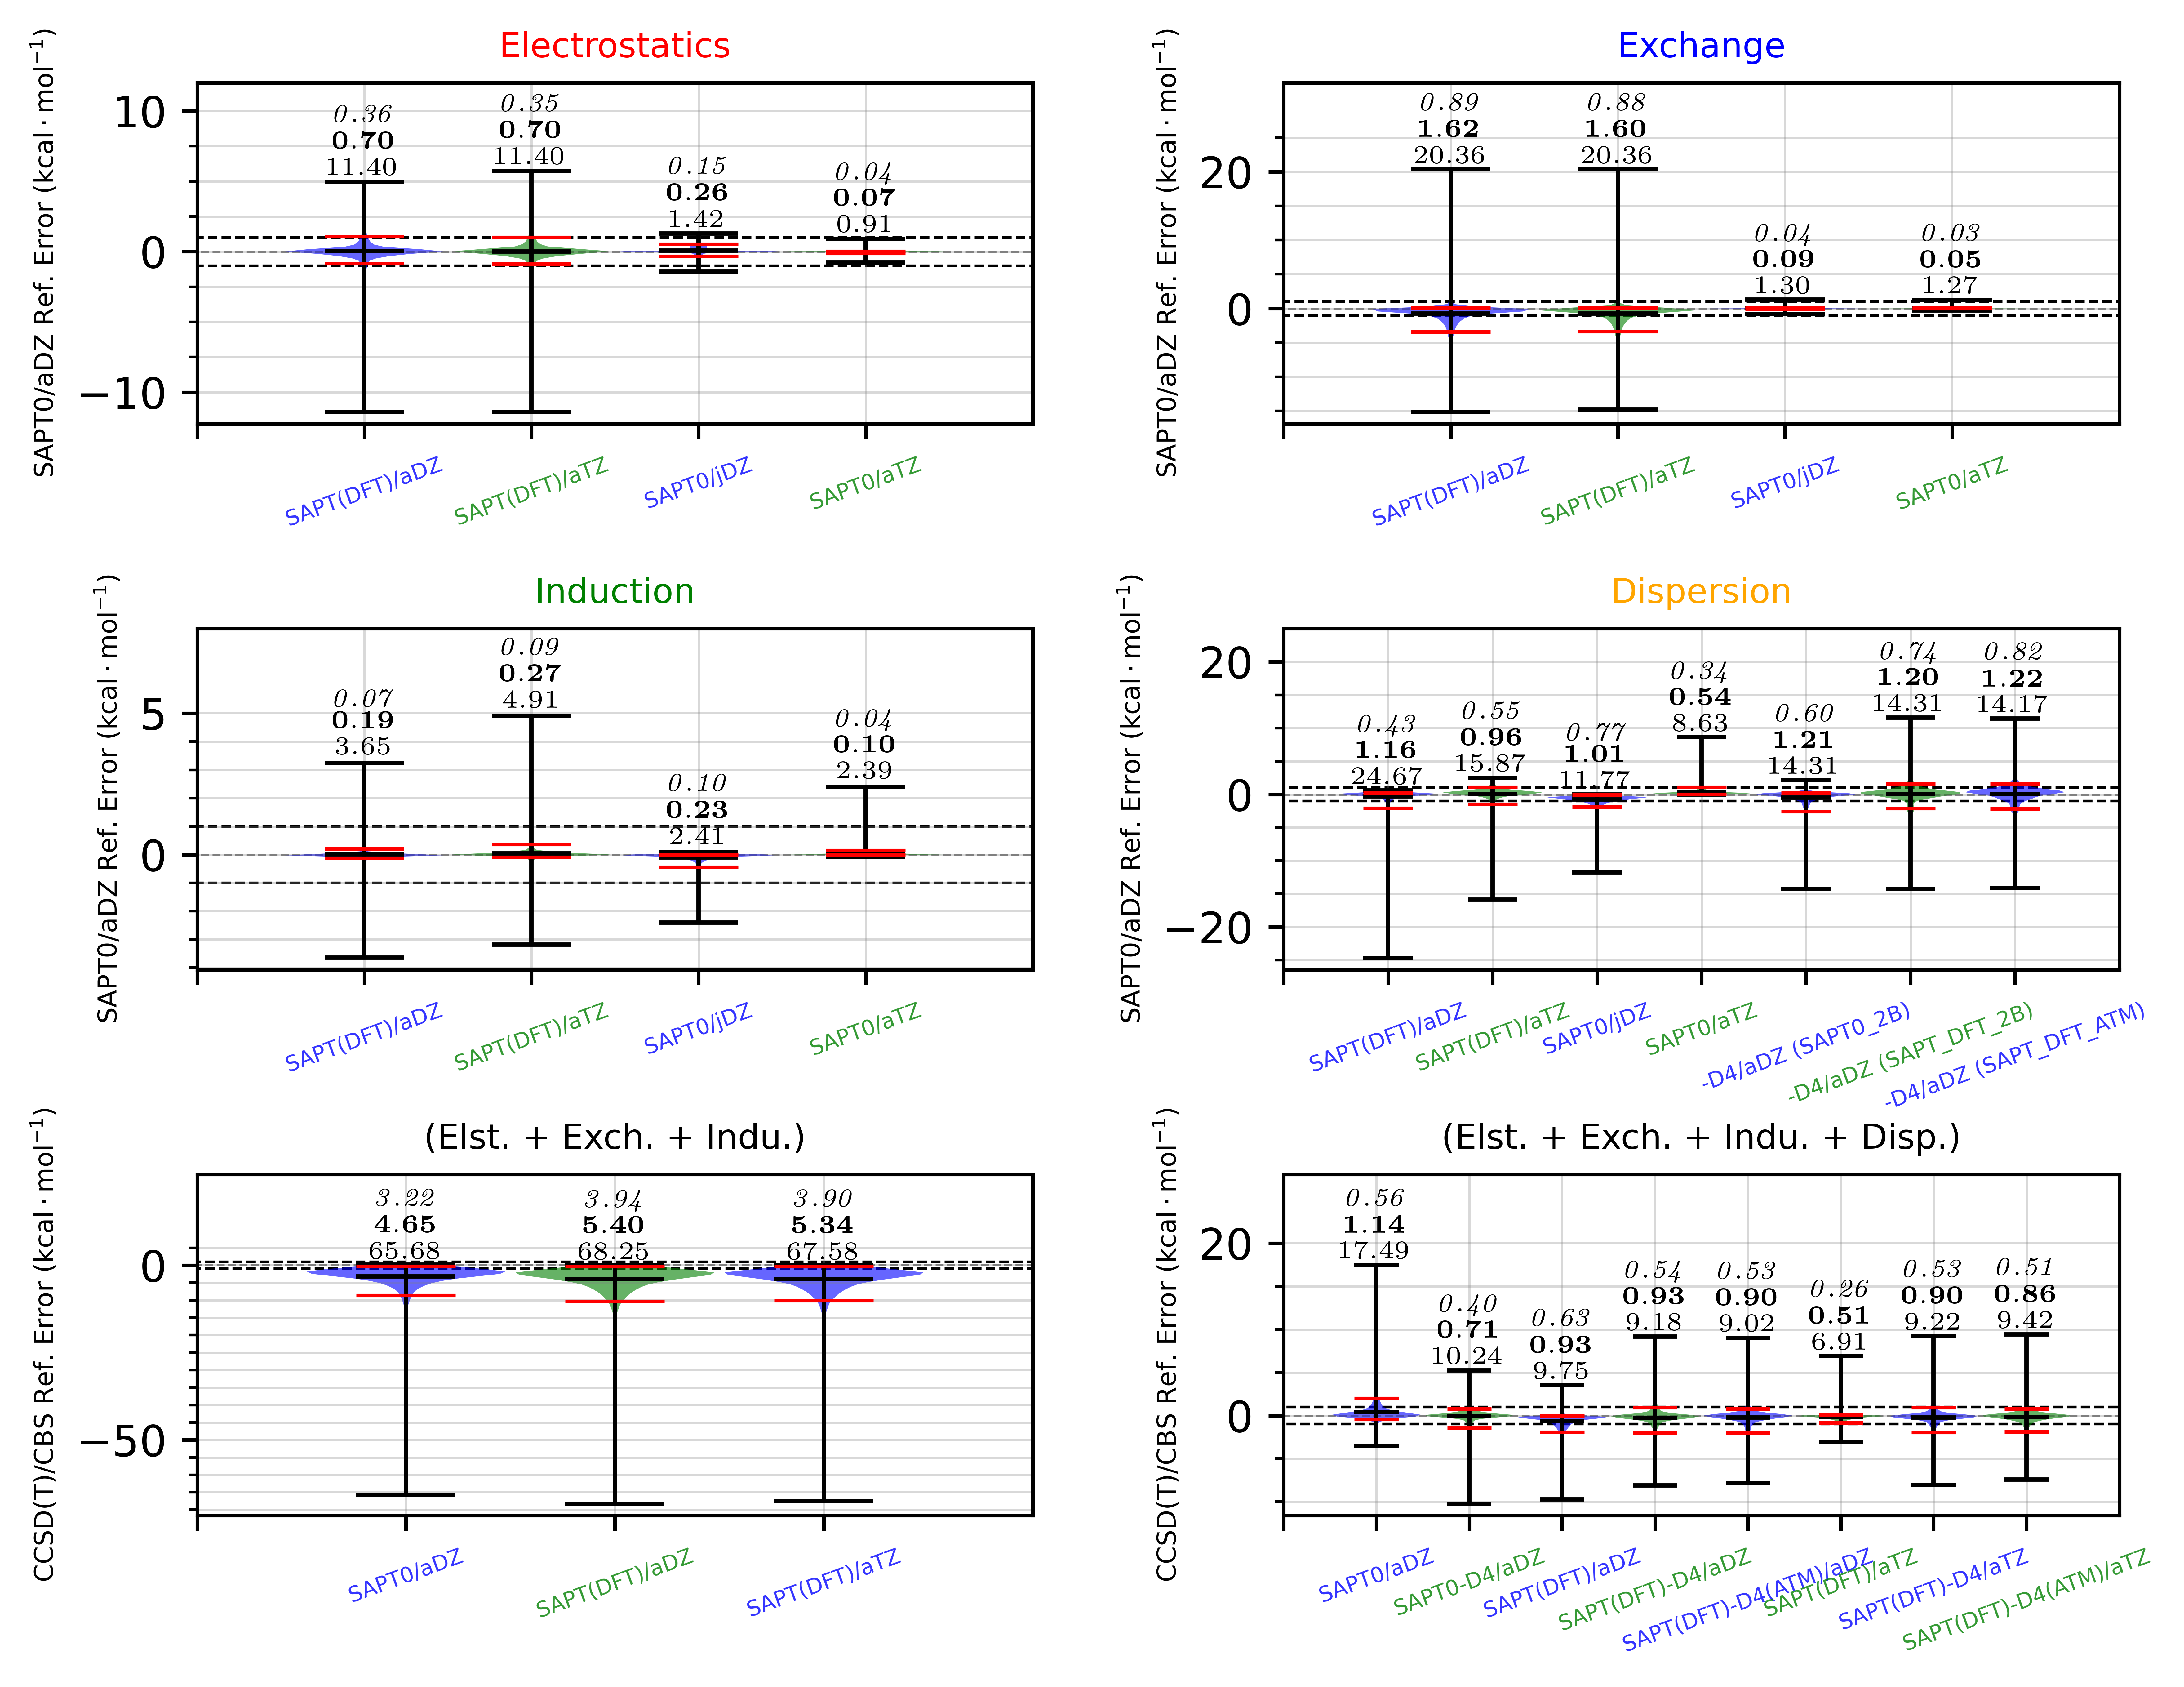 Electrostatics
SAPT0/aDZ Ref. Error (kcal · mol⁻¹)
10
0
−10
0.36
0.70
11.40
0.35
0.70
11.40
0.15
0.26
1.42
0.04
0.07
0.91
SAPT(DFT)/aDZ
SAPT(DFT)/aTZ
SAPT0/jDZ
SAPT0/aTZ
Exchange
SAPT0/aDZ Ref. Error (kcal · mol⁻¹)
20
0
0.89
1.62
20.36
0.88
1.60
20.36
0.04
0.09
1.30
0.03
0.05
1.27
SAPT(DFT)/aDZ
SAPT(DFT)/aTZ
SAPT0/jDZ
SAPT0/aTZ
Induction
SAPT0/aDZ Ref. Error (kcal · mol⁻¹)
5
0
0.07
0.19
3.65
0.09
0.27
4.91
0.10
0.23
2.41
0.04
0.10
2.39
SAPT(DFT)/aDZ
SAPT(DFT)/aTZ
SAPT0/jDZ
SAPT0/aTZ
Dispersion
SAPT0/aDZ Ref. Error (kcal · mol⁻¹)
20
0
−20
0.43
1.16
24.67
0.55
0.96
15.87
0.77
1.01
11.77
0.34
0.54
8.63
0.60
1.21
14.31
0.74
1.20
14.31
0.82
1.22
14.17
SAPT(DFT)/aDZ
SAPT(DFT)/aTZ
SAPT0/jDZ
SAPT0/aTZ
-D4/aDZ (SAPT0_2B)
-D4/aDZ (SAPT_DFT_2B)
-D4/aDZ (SAPT_DFT_ATM)
(Elst. + Exch. + Indu.)
CCSD(T)/CBS Ref. Error (kcal · mol⁻¹)
0
−50
3.22
4.65
65.68
3.94
5.40
68.25
3.90
5.34
67.58
SAPT0/aDZ
SAPT(DFT)/aDZ
SAPT(DFT)/aTZ
(Elst. + Exch. + Indu. + Disp.)
CCSD(T)/CBS Ref. Error (kcal · mol⁻¹)
20
0
0.56
1.14
17.49
0.40
0.71
10.24
0.63
0.93
9.75
0.54
0.93
9.18
0.53
0.90
9.02
0.26
0.51
6.91
0.53
0.90
9.22
0.51
0.86
9.42
SAPT0/aDZ
SAPT0-D4/aDZ
SAPT(DFT)/aDZ
SAPT(DFT)-D4/aDZ
SAPT(DFT)-D4(ATM)/aDZ
SAPT(DFT)/aTZ
SAPT(DFT)-D4/aTZ
SAPT(DFT)-D4(ATM)/aTZ